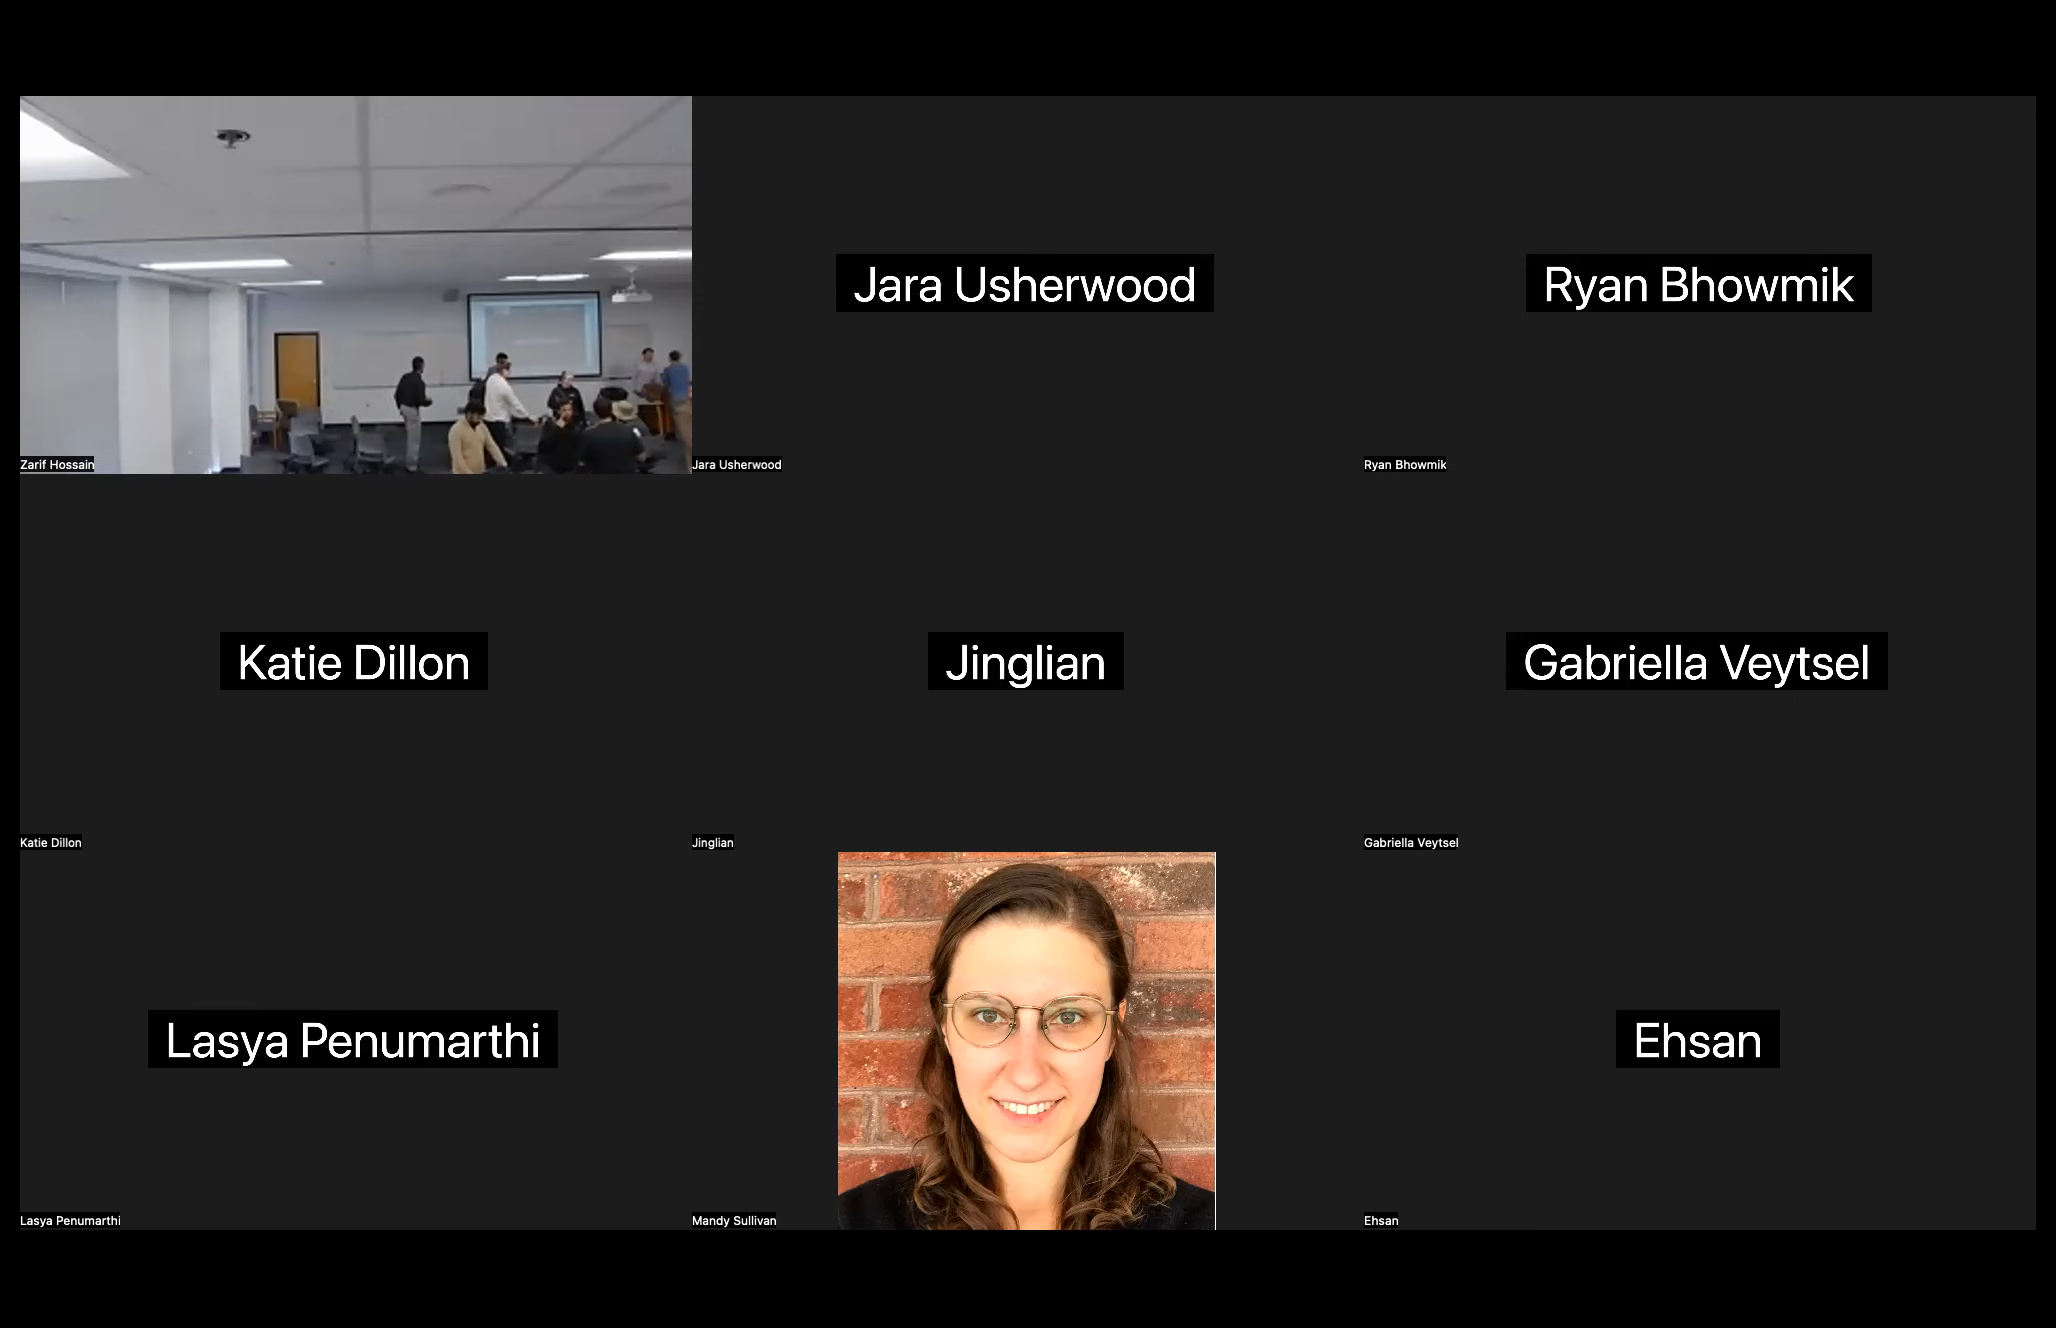 Zarif Hossain
Jara Usherwood
Jara Usherwood
Ryan Bhowmik
Ryan Bhowmik
Katie Dillon
Katie Dillon
Jinglian
Jinglian
Gabriella Veytsel
Gabriella Veytsel
Lasya Penumarthi
Lasya Penumarthi
Mandy Sullivan
Ehsan
Ehsan